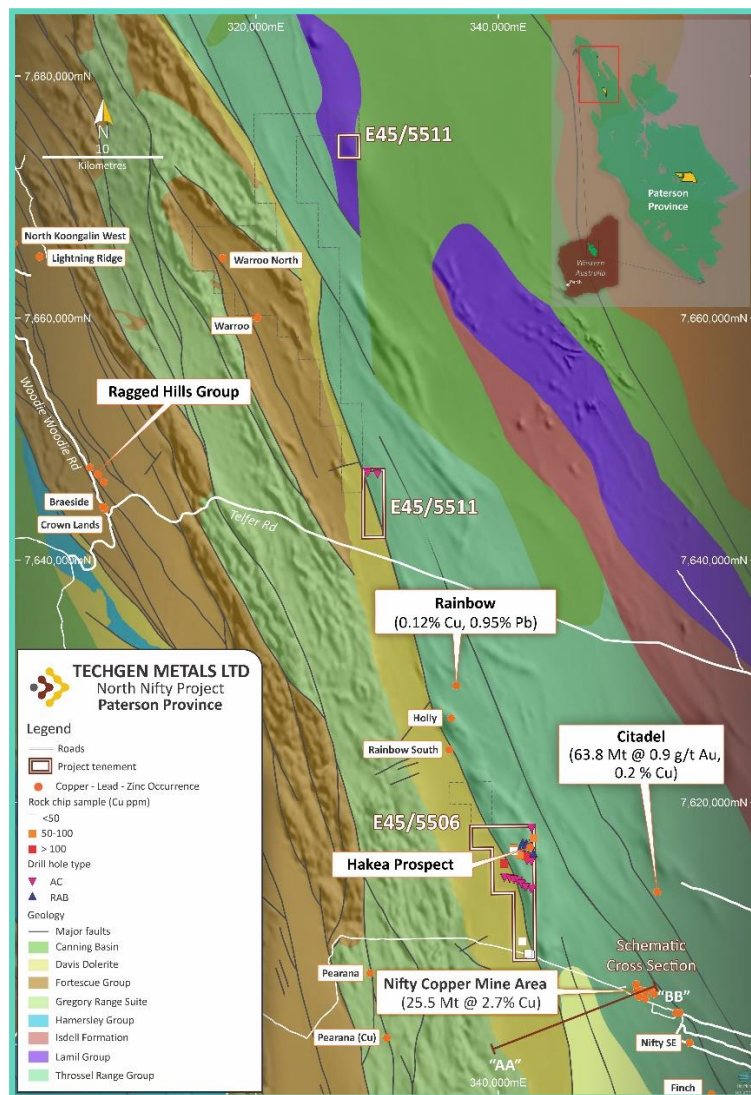 320,000mE
340,000mE
7,680,000mN
7,680,000mN
N
10
Kilometres
E45/5511
Paterson
Province
Western
Australia
Perth
North Koongalin West
Lightning Ridge
Warroo North
Warroo
7,660,000mN
7,660,000mN
Woodie Woodie Rd
Ragged Hills Group
Braeside
Crown Lands
Telfer Rd
E45/5511
7,640,000mN
7,640,000mN
Rainbow
(0.12% Cu, 0.95% Pb)
Holly
Rainbow South
Citadel
(63.8 Mt @ 0.9 g/t Au,
0.2 % Cu)
7,620,000mN
E45/5506
Hakea Prospect
Schematic
Cross Section
Pearana
Nifty Copper Mine Area
(25.5 Mt @ 2.7% Cu)
"BB"
Pearana (Cu)
Nifty SE
"AA"
340,000mE
Finch
TECHGEN METALS LTD
North Nifty Project
Paterson Province
Legend
Roads
Project tenement
Copper - Lead - Zinc Occurrence
Rock chip sample (Cu ppm)
<50
50-100
> 100
Drill hole type
AC
RAB
Geology
Major faults
Canning Basin
Davis Dolerite
Fortescue Group
Gregory Range Suite
Hamersley Group
Isdell Formation
Lamil Group
Throssel Range Group